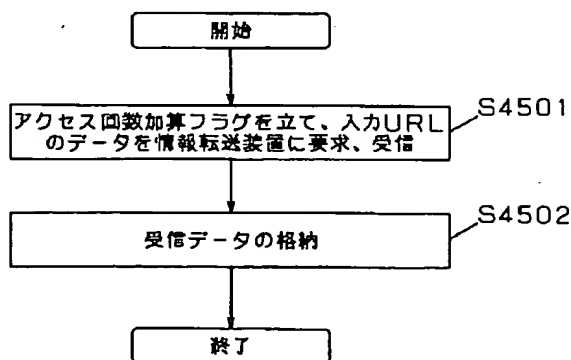 開始
アクセス回数加算フラグを立て、入力URL
のデータを情報転送装置に要求、受信
S4501
受信データの格納
S4502
終了